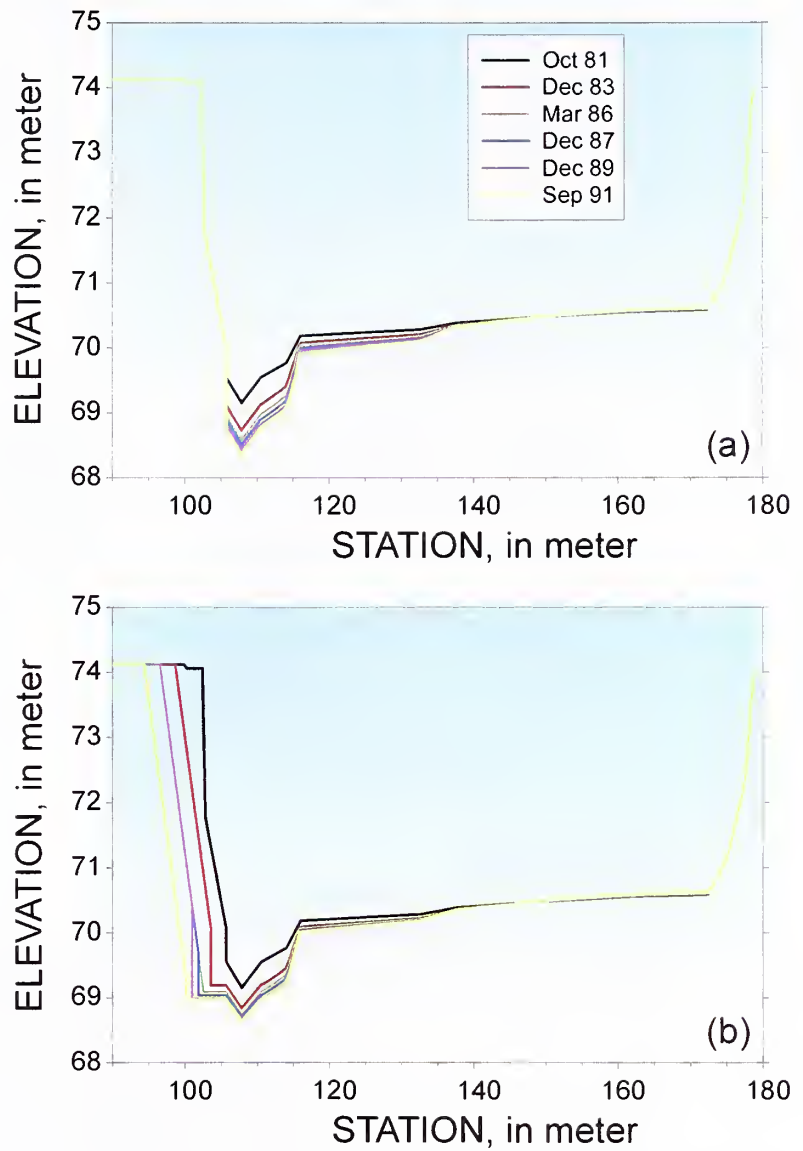 75
74
73
72
71
70
69
68
ELEVATION, in meter
Oct 81
Dec 83
Mar 86
Dec 87
Dec 89
Sep 91
(a)
100
120
140
160
180
STATION, in meter
75
74
73
72
71
70
69
68
ELEVATION, in meter
(b)
100
120
140
160
180
STATION, in meter